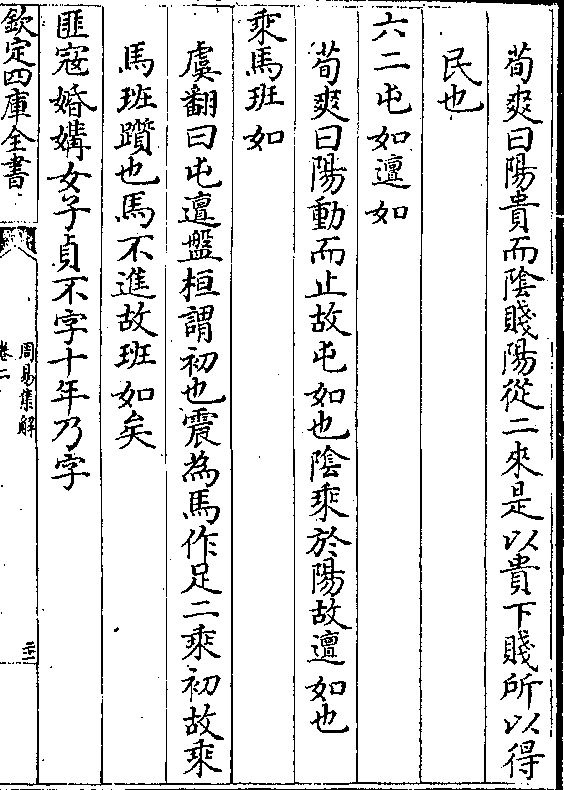 荀爽曰陽貴而陰賤陽從二來是以貴下賤所以得
民也
六二屯如邅如
荀爽曰陽動而止故屯如也陰乘於陽故邅如也
乘馬班如
虞翻曰屯邅盤桓謂初也震為馬作足二乘初故乘
馬班躓也馬不進故班如矣
匪寇婚媾女子貞不字十年乃字
欽定四庫全書
周易集解
卷二